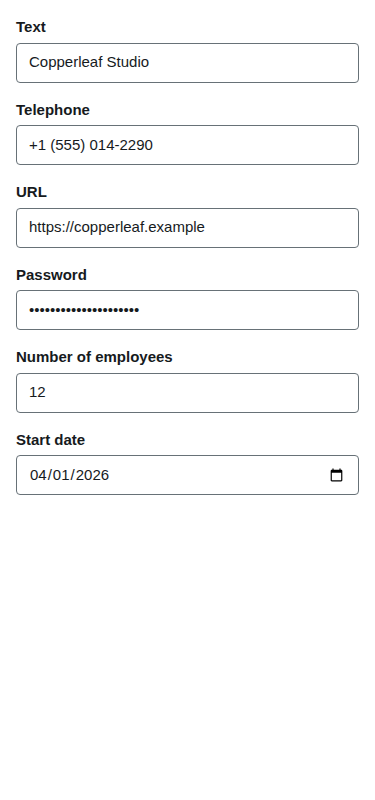 Text
Copperleaf Studio
Telephone
+1 (555) 014-2290
URL
https://copperleaf.example
Password
•••••••••••••••••••••
Number of employees
12
Start date
04/01/2026